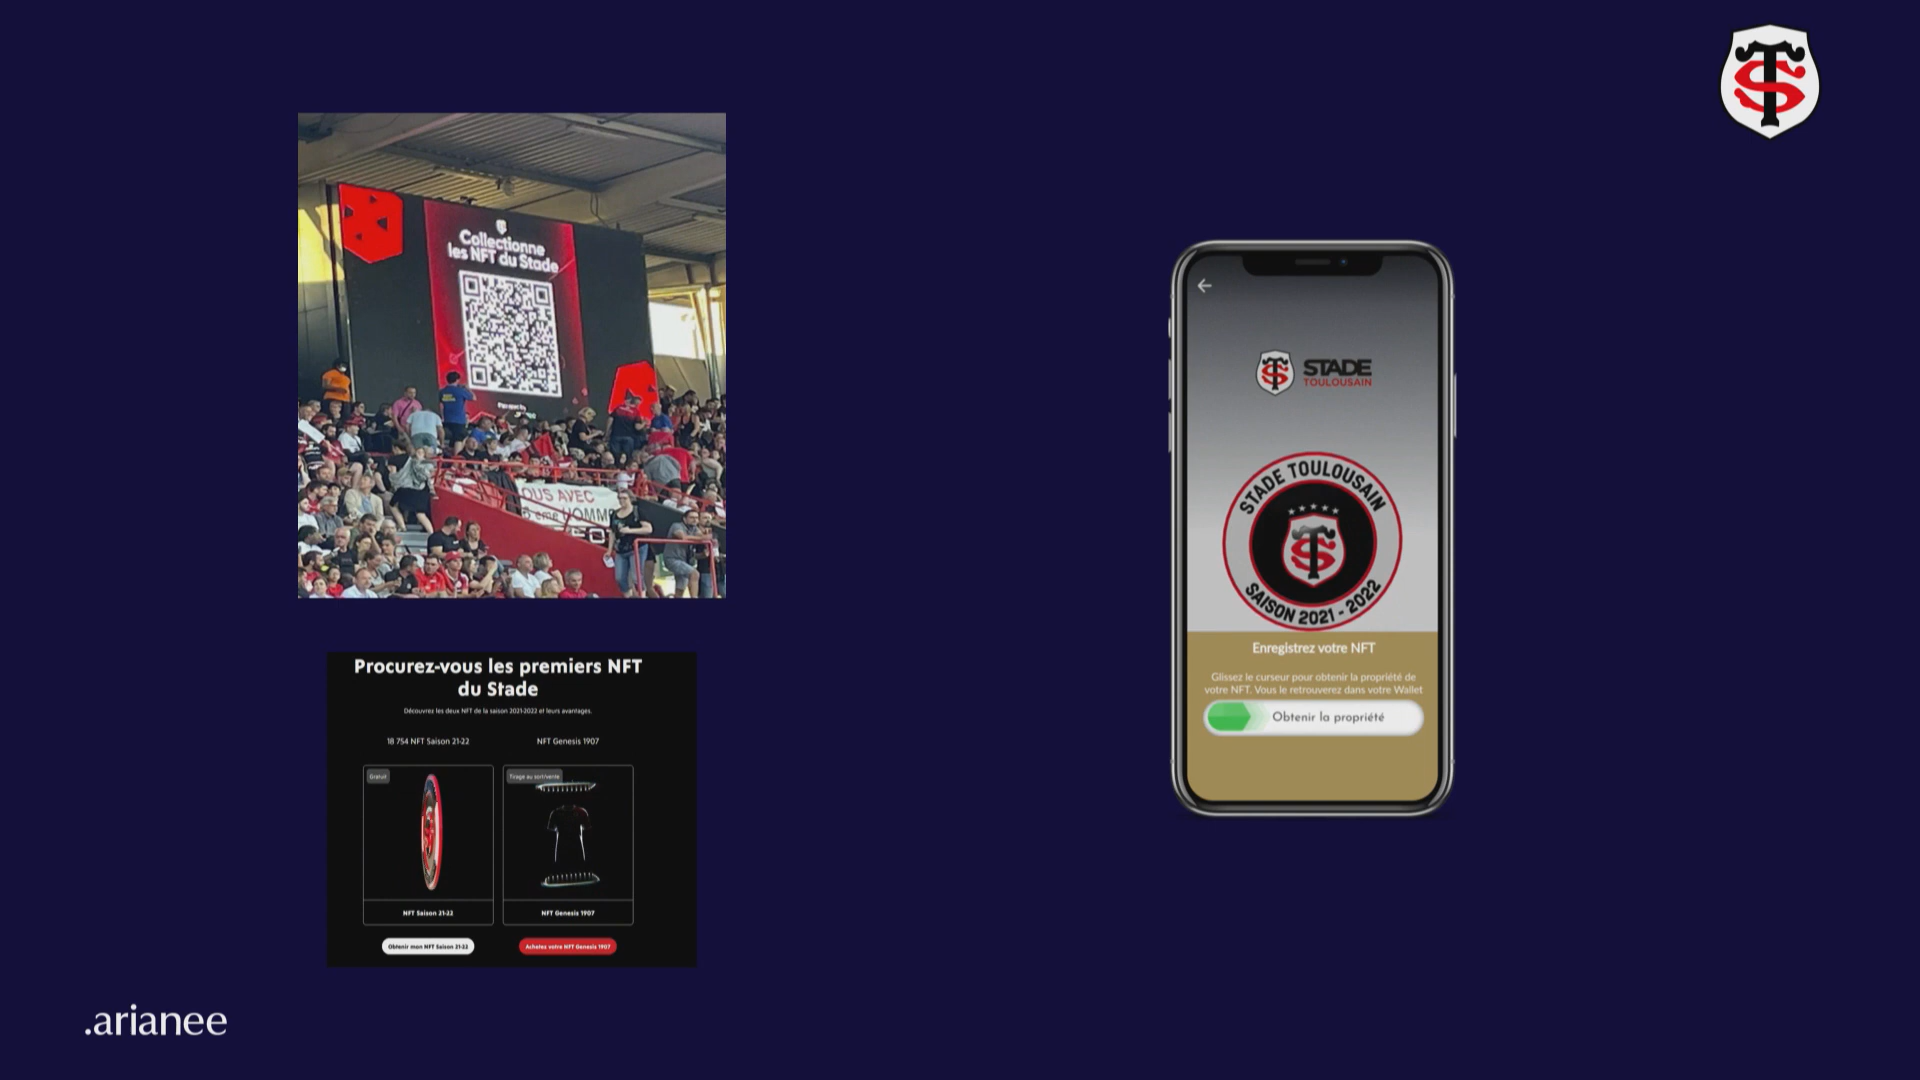 Collectionne
les NFT du Stade
OUS AVEC
eme HOMME
Procurez-vous les premiers NFT
du Stade
Découvrez les deux NFT de la saison 2021-2022 et leurs avantages.
18 754 NFT Saison 21-22
NFT Genesis 1907
Gratuit
Tirage au sort/vente
NFT Saison 21-22
NFT Genesis 1907
Obtenir mon NFT Saison 21-22
Achetez votre NFT Genesis 1907
.arianee
STADE
TOULOUSAIN
STADE TOULOUSAIN
ST
SAISON 2021 - 2022
Enregistrez votre NFT
Glissez le curseur pour obtenir la propriété de
votre NFT. Vous le retrouverez dans votre Wallet
Obtenir la propriété
ST